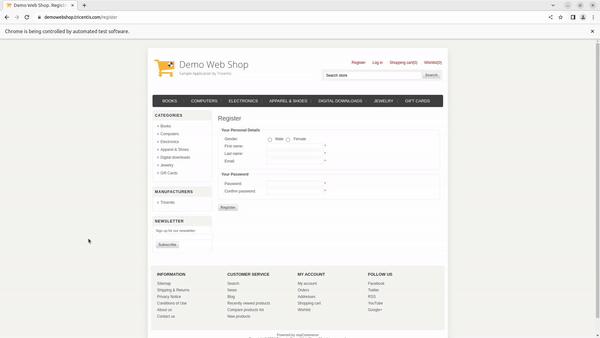 Demo Web Shop. Regist
demowebshop.tricentis.com/register
Chrome is being controlled by automated test software.
Demo Web Shop
Sample Application by Tricentis
Register Log in Shopping cart(0) Wishlist(0)
Search store Search
BOOKS COMPUTERS ELECTRONICS APPAREL & SHOES DIGITAL DOWNLOADS JEWELRY GIFT CARDS
CATEGORIES
Books
Computers
Electronics
Apparel & Shoes
Digital downloads
Jewelry
Gift Cards
MANUFACTURERS
Tricentis
NEWSLETTER
Sign up for our newsletter:
Subscribe
Register
Your Personal Details
Gender: Male Female
First name: *
Last name: *
Email: *
Your Password
Password: *
Confirm password: *
Register
INFORMATION
Sitemap
Shipping & Returns
Privacy Notice
Conditions of Use
About us
Contact us
CUSTOMER SERVICE
Search
News
Blog
Recently viewed products
Compare products list
New products
MY ACCOUNT
My account
Orders
Addresses
Shopping cart
Wishlist
FOLLOW US
Facebook
Twitter
RSS
YouTube
Google+
Powered by nopCommerce